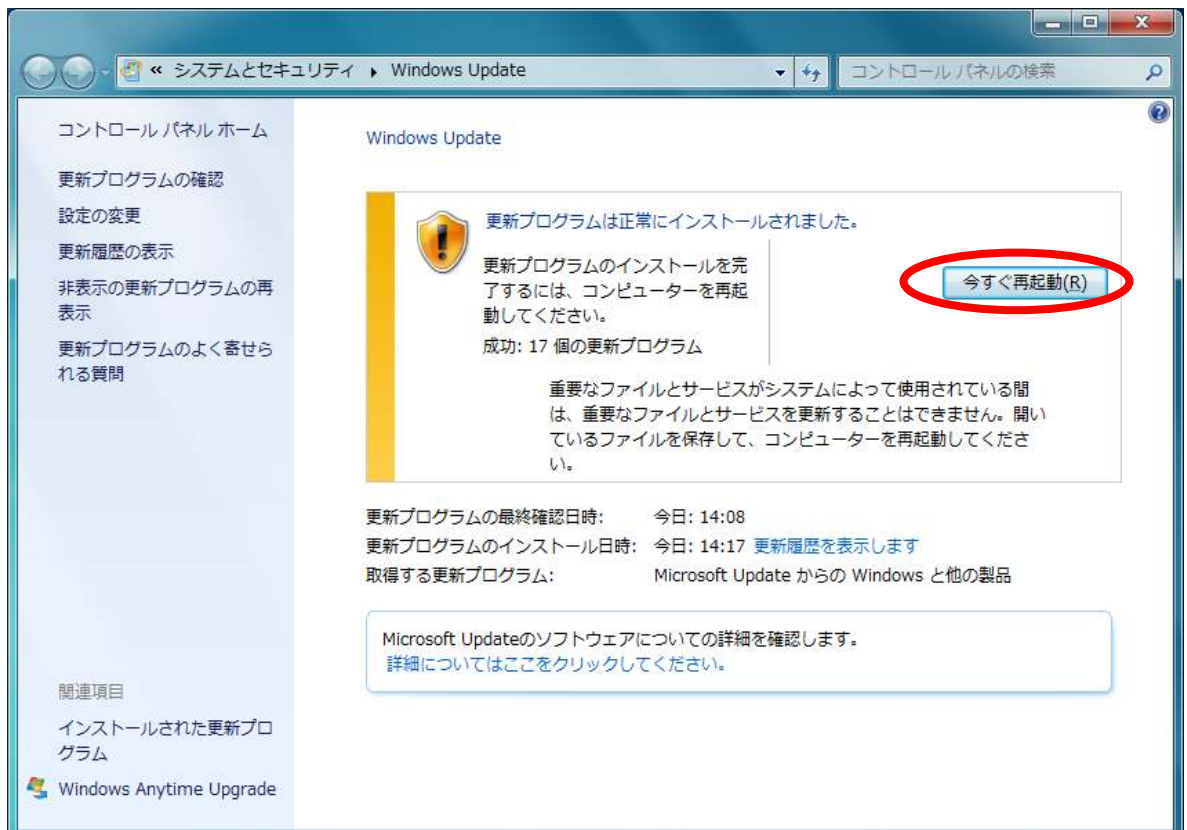 « システムとセキュリティ ▸ Windows Update
コントロール パネルの検索
コントロール パネル ホーム
更新プログラムの確認
設定の変更
更新履歴の表示
非表示の更新プログラムの再
表示
更新プログラムのよく寄せら
れる質問
関連項目
インストールされた更新プロ
グラム
Windows Anytime Upgrade
Windows Update
更新プログラムは正常にインストールされました。
更新プログラムのインストールを完
了するには、コンピューターを再起
動してください。
成功: 17 個の更新プログラム
今すぐ再起動(R)
重要なファイルとサービスがシステムによって使用されている間
は、重要なファイルとサービスを更新することはできません。開い
ているファイルを保存して、コンピューターを再起動してくださ
い。
更新プログラムの最終確認日時: 今日: 14:08
更新プログラムのインストール日時: 今日: 14:17 更新履歴を表示します
取得する更新プログラム: Microsoft Update からの Windows と他の製品
Microsoft Updateのソフトウェアについての詳細を確認します。
詳細についてはここをクリックしてください。